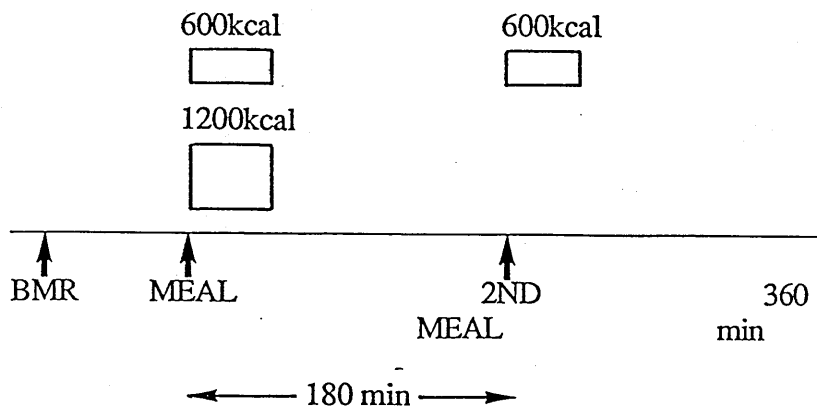 600kcal 600kcal
1200kcal
BMR MEAL 2ND 360
MEAL min
180 min